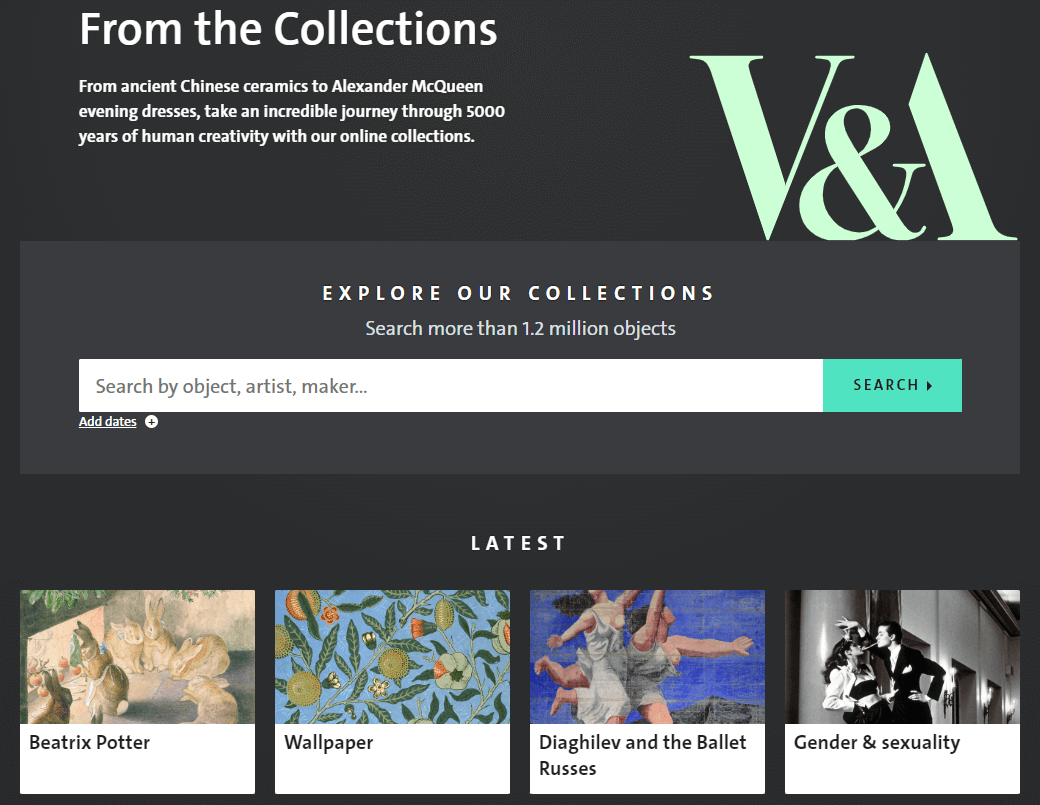 From the Collections
From ancient Chinese ceramics to Alexander McQueen
evening dresses, take an incredible journey through 5000
years of human creativity with our online collections.
V&A
EXPLORE OUR COLLECTIONS
Search more than 1.2 million objects
Search by object, artist, maker...
SEARCH
Add dates
LATEST
Beatrix Potter
Wallpaper
Diaghilev and the Ballet
Russes
Gender & sexuality